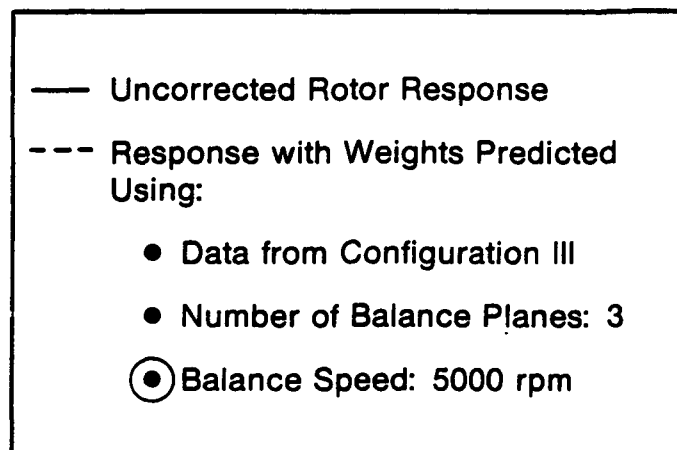 Uncorrected Rotor Response
Response with Weights Predicted
Using:
• Data from Configuration III
• Number of Balance Planes: 3
• Balance Speed: 5000 rpm